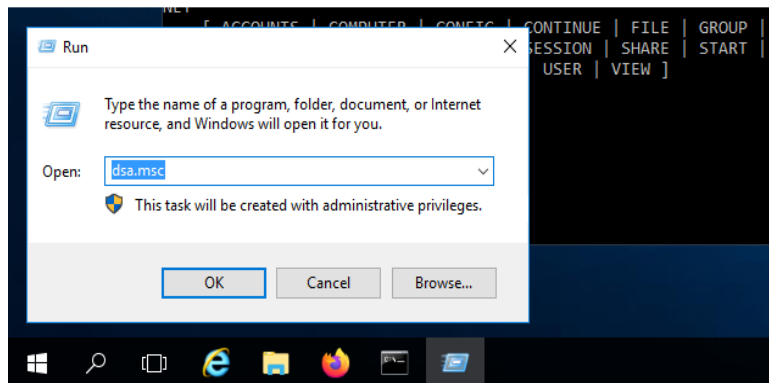 [ ACCOUNTS | COMPUTER | CONFIG | CONTINUE | FILE | GROUP |
Run
SESSION | SHARE | START |
USER | VIEW ]
Type the name of a program, folder, document, or Internet
resource, and Windows will open it for you.
Open:
dsa.msc
This task will be created with administrative privileges.
OK
Cancel
Browse...